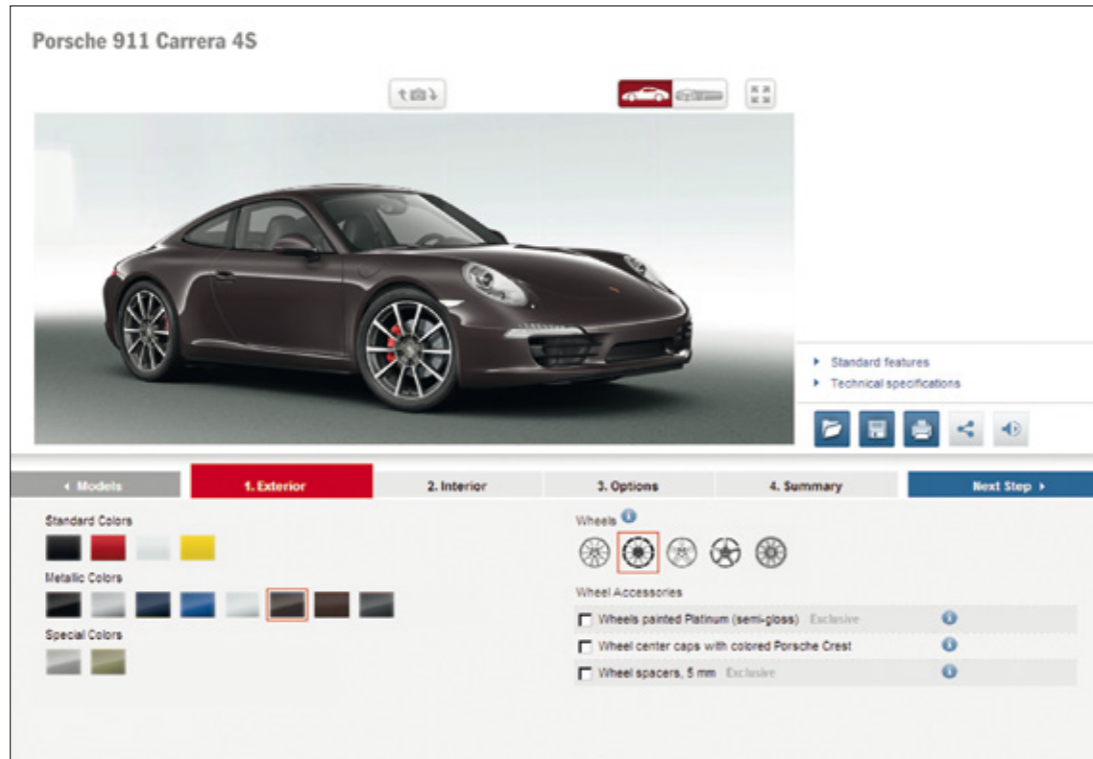 Porsche 911 Carrera 4S
Standard features
Technical specifications
Models
1. Exterior
2. Interior
3. Options
4. Summary
Next Step
Standard Colors
Metallic Colors
Special Colors
Wheels
Wheel Accessories
Wheels painted Platinum (semi-gloss) Exclusive
Wheel center caps with colored Porsche Crest
Wheel spacers, 5 mm Exclusive